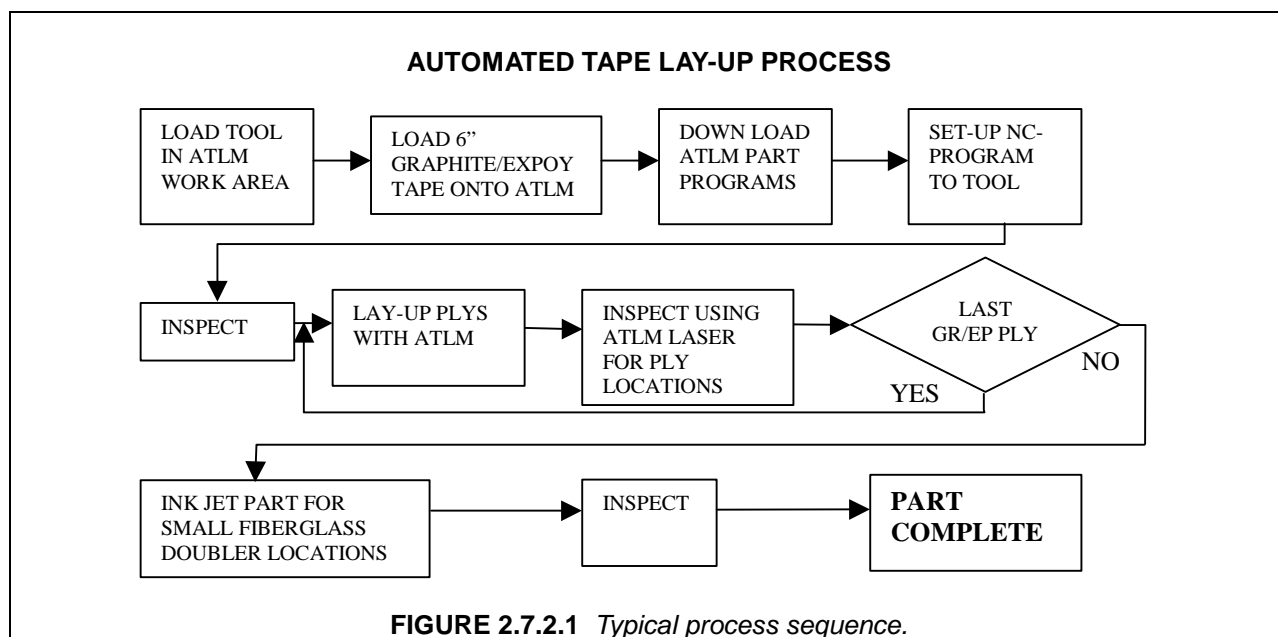 AUTOMATED TAPE LAY-UP PROCESS
LOAD TOOL
IN ATLM
WORK AREA
LOAD 6”
GRAPHITE/EXPOY
TAPE ONTO ATLM
DOWN LOAD
ATLM PART
PROGRAMS
SET-UP NC-
PROGRAM
TO TOOL
INSPECT
LAY-UP PLYS
WITH ATLM
INSPECT USING
ATLM LASER
FOR PLY
LOCATIONS
LAST
GR/EP PLY
NO
YES
INK JET PART FOR
SMALL FIBERGLASS
DOUBLER LOCATIONS
INSPECT
PART
COMPLETE
FIGURE 2.7.2.1 Typical process sequence.